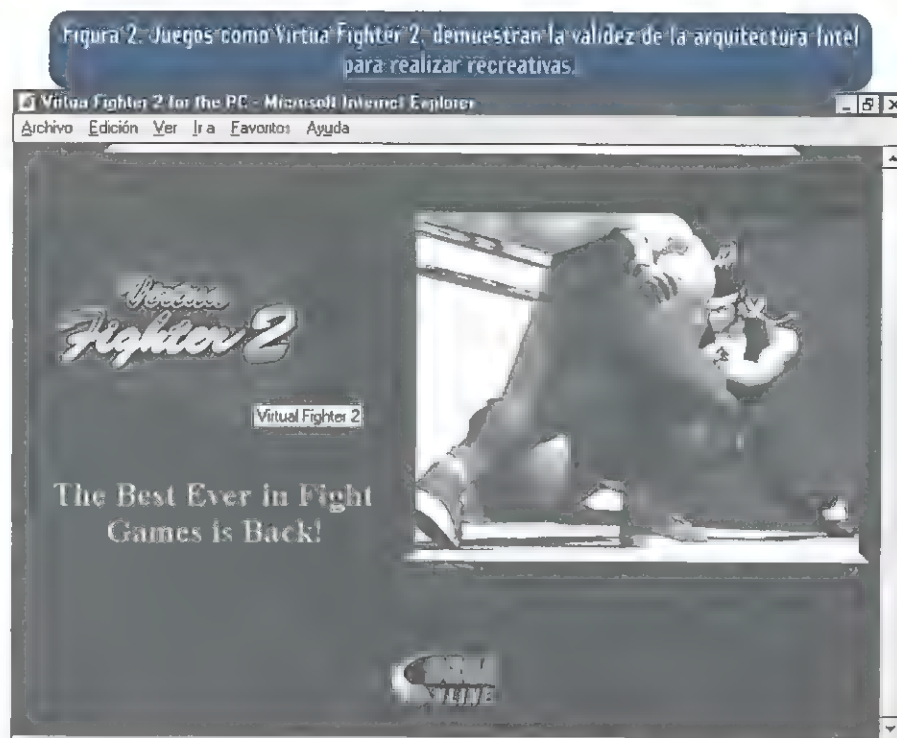 Figura 2. Juegos como Virtua Fighter 2, demuestran la validez de la arquitectura Intel
para realizar recreativas.
Virtua Fighter 2 for the PC - Microsoft Internet Explorer
Archivo Edición Ver Ir a Favoritos Ayuda
Virtua
Fighter 2
Virtual Fighter 2
The Best Ever in Fight
Games is Back!